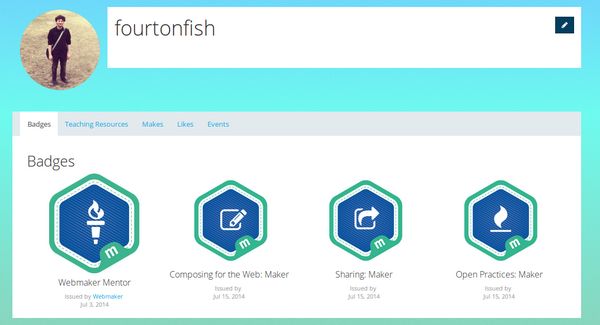 fourtonfish
Badges Teaching Resources Makes Likes Events
Badges
m m m m
Webmaker Mentor Composing for the Web: Maker Sharing: Maker Open Practices: Maker
Issued by Webmaker Issued by Issued by Issued by
Jul 3, 2014 Jul 15, 2014 Jul 15, 2014 Jul 15, 2014